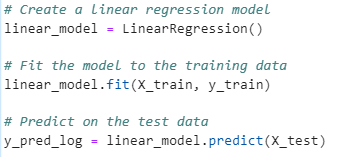 # Create a linear regression model
linear_model = LinearRegression()
# Fit the model to the training data
linear_model.fit(X_train, y_train)
# Predict on the test data
y_pred_log = linear_model.predict(X_test)